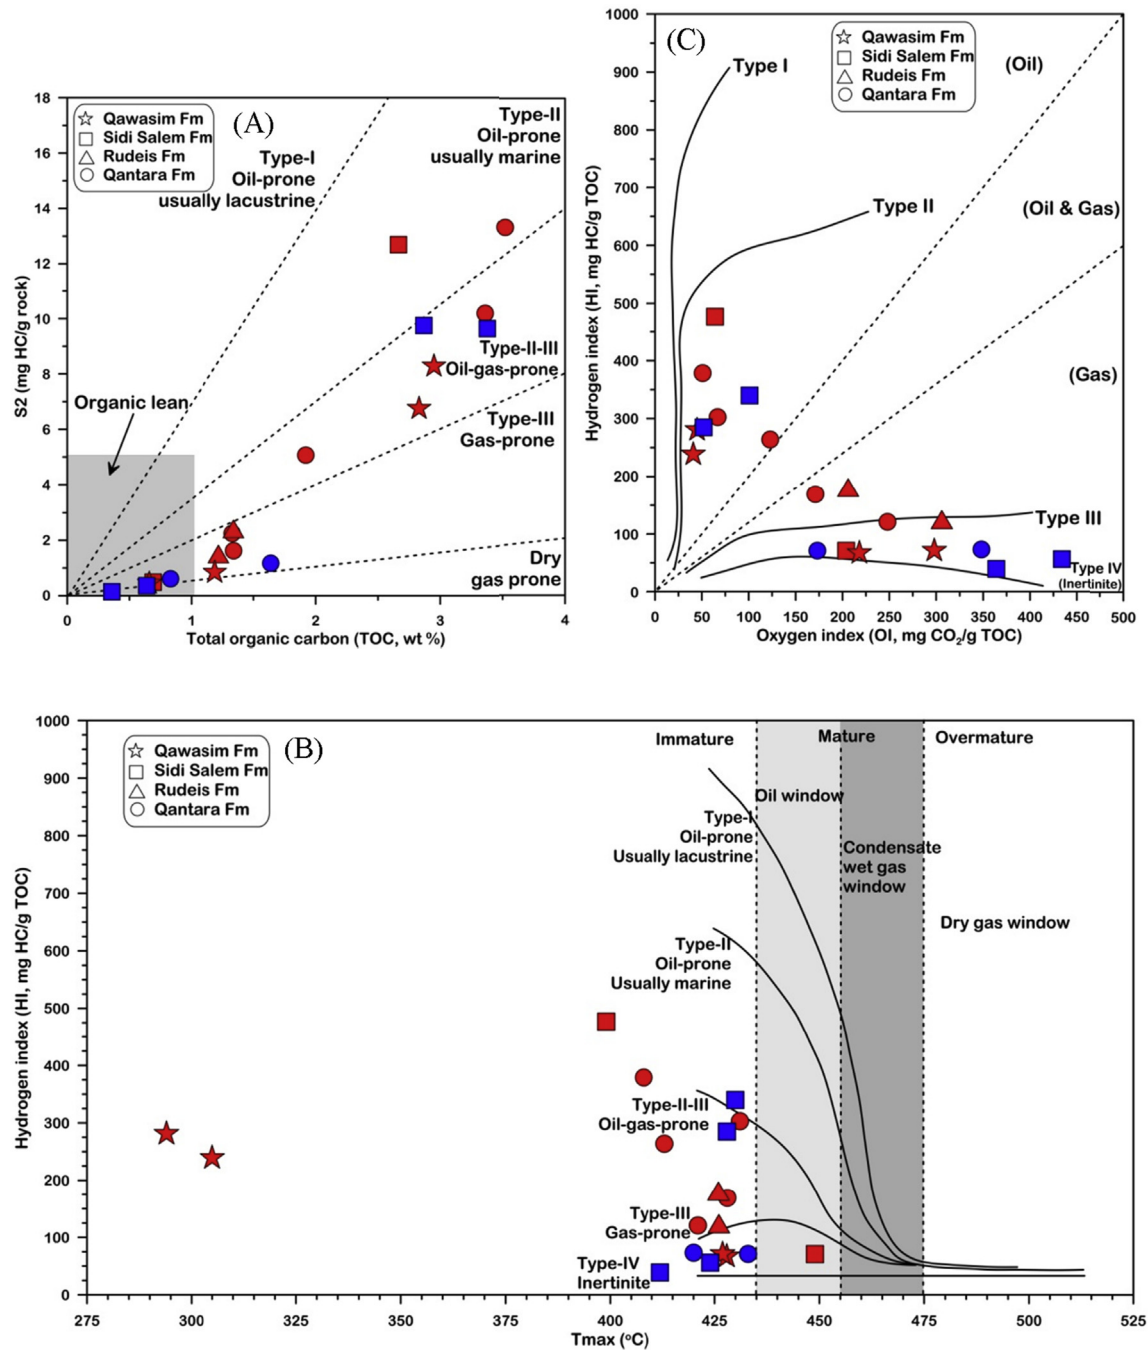 (A)
Qawasim Fm
Sidi Salem Fm
Rudeis Fm
Qantara Fm
Type-I
Oil-prone
usually lacustrine
Type-II
Oil-prone
usually marine
Type-II-III
Oil-gas-prone
Type-III
Gas-prone
Dry
gas prone
Organic lean
S2 (mg HC/g rock)
18
16
14
12
10
8
6
4
2
0
0 1 2 3 4
Total organic carbon (TOC, wt %)
(C)
Qawasim Fm
Sidi Salem Fm
Rudeis Fm
Qantara Fm
Type I
Type II
Type III
Type IV
(Inertinite)
(Oil)
(Oil & Gas)
(Gas)
Hydrogen index (HI, mg HC/g TOC)
1000
900
800
700
600
500
400
300
200
100
0
0 50 100 150 200 250 300 350 400 450 500
Oxygen index (OI, mg CO₂/g TOC)
(B)
Qawasim Fm
Sidi Salem Fm
Rudeis Fm
Qantara Fm
Immature
Mature
Overmature
Oil window
Condensate
wet gas
window
Dry gas window
Type-I
Oil-prone
Usually lacustrine
Type-II
Oil-prone
Usually marine
Type-II-III
Oil-gas-prone
Type-III
Gas-prone
Type-IV
Inertinite
Hydrogen index (HI, mg HC/g TOC)
1000
900
800
700
600
500
400
300
200
100
0
275 300 325 350 375 400 425 450 475 500 525
Tmax (°C)